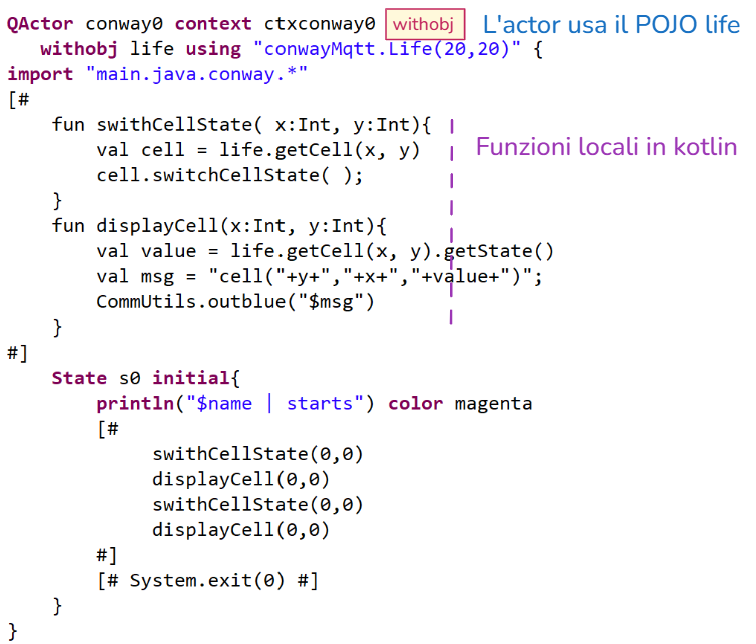 QActor conway0 context ctxconway0 withobj L'actor usa il POJO life
withobj life using "conwayMqtt.Life(20,20)" {
import "main.java.conway.*"
[#
fun swithCellState( x:Int, y:Int){
val cell = life.getCell(x, y) Funzioni locali in kotlin
cell.switchCellState( );
}
fun displayCell(x:Int, y:Int){
val value = life.getCell(x, y).getState()
val msg = "cell("+y+","+x+","+value+")";
CommUtils.outblue("$msg")
}
#]
State s0 initial{
println("$name | starts") color magenta
[#
swithCellState(0,0)
displayCell(0,0)
swithCellState(0,0)
displayCell(0,0)
#]
[# System.exit(0) #]
}
}